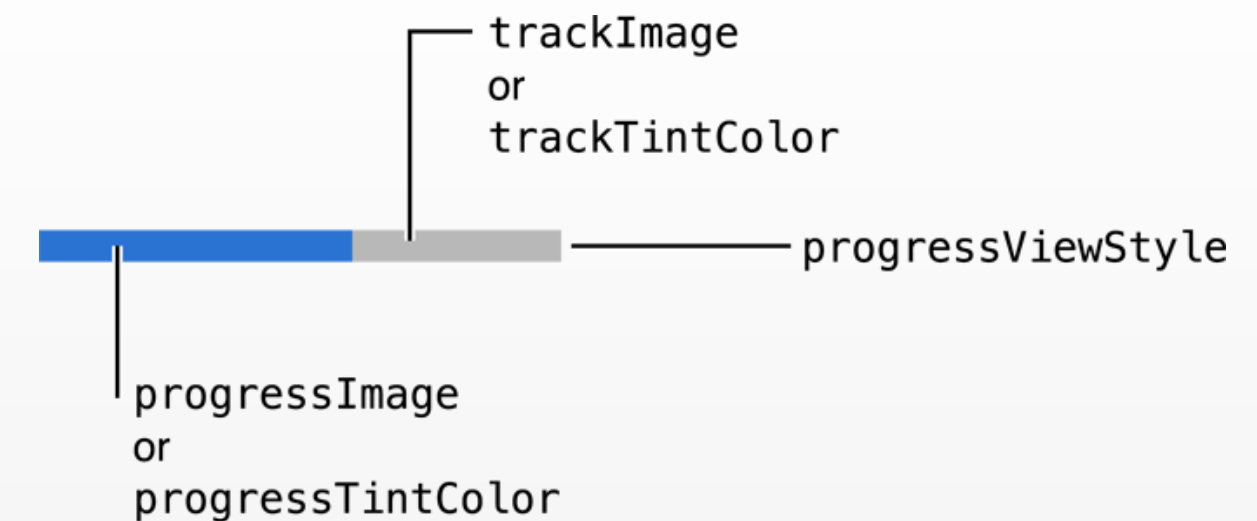 trackImage
or
trackTintColor
progressViewStyle
progressImage
or
progressTintColor